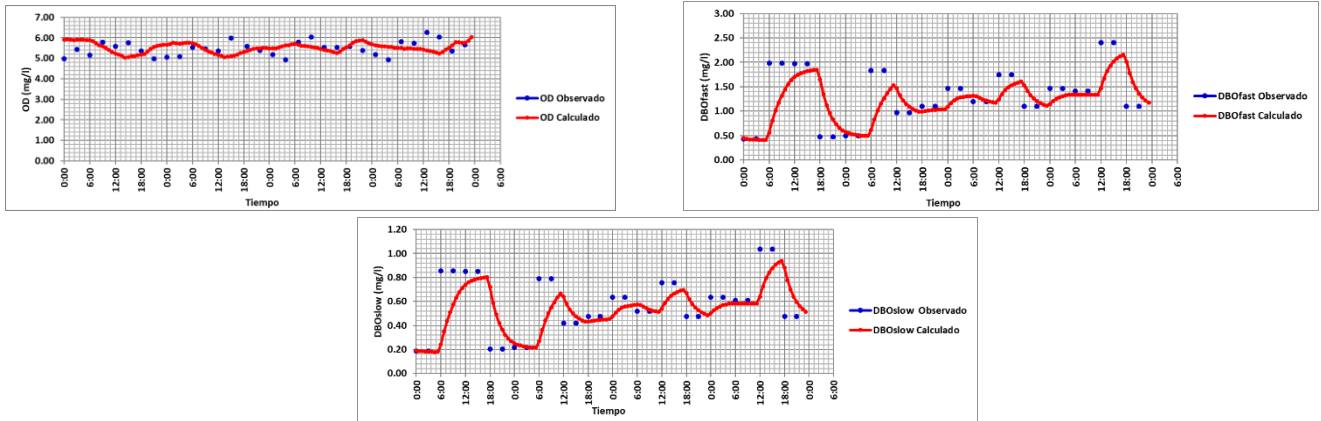 7.00
6.00
5.00
4.00
3.00
2.00
1.00
0.00
OD (mg/l)
0:00 6:00 12:00 18:00 0:00 6:00 12:00 18:00 0:00 6:00 12:00 18:00 0:00 6:00 12:00 18:00 0:00 6:00
Tiempo
OD Observado
OD Calculado
3.00
2.50
2.00
1.50
1.00
0.50
0.00
DBOfast (mg/l)
0:00 6:00 12:00 18:00 0:00 6:00 12:00 18:00 0:00 6:00 12:00 18:00 0:00 6:00 12:00 18:00 0:00 6:00
Tiempo
DBOfast Observado
DBOfast Calculado
1.20
1.00
0.80
0.60
0.40
0.20
0.00
DBOslow (mg/l)
0:00 6:00 12:00 18:00 0:00 6:00 12:00 18:00 0:00 6:00 12:00 18:00 0:00 6:00 12:00 18:00 0:00 6:00
Tiempo
DBOslow Observado
DBOslow Calculado